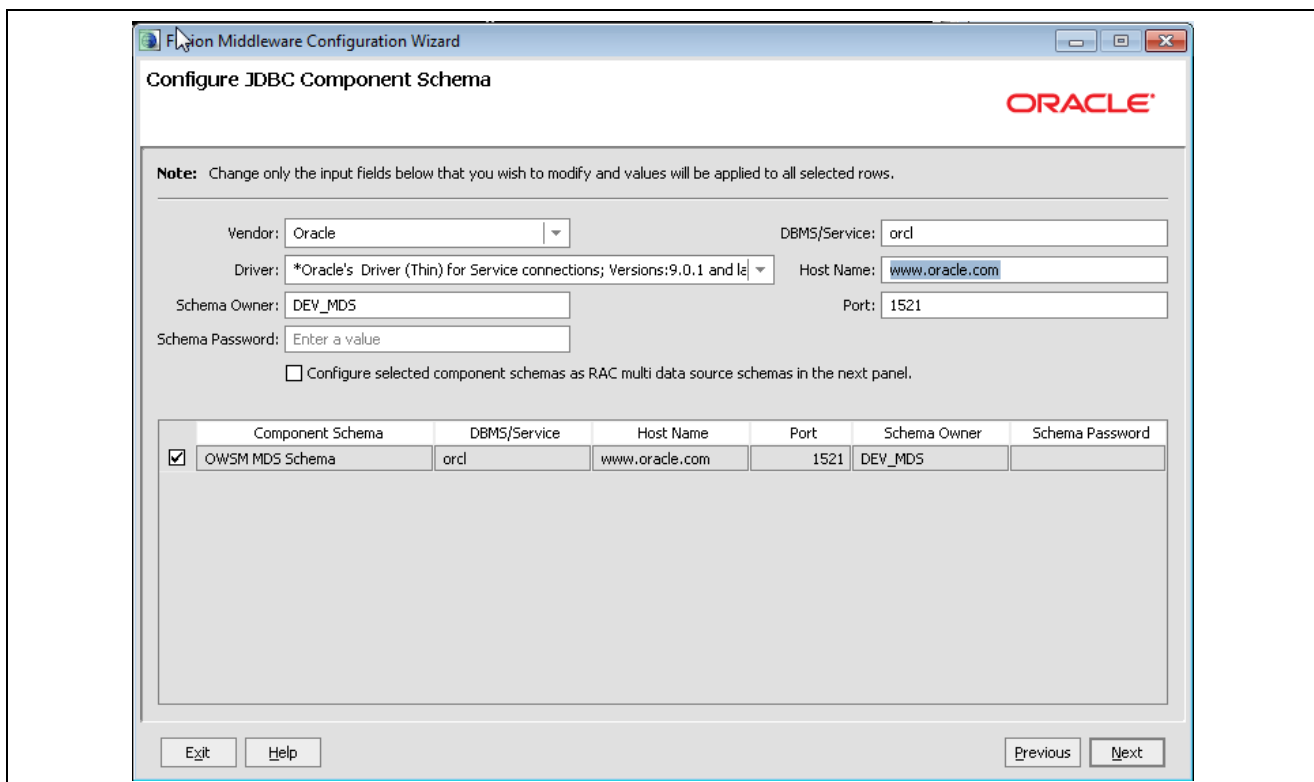 Fusion Middleware Configuration Wizard
Configure JDBC Component Schema
ORACLE
Note: Change only the input fields below that you wish to modify and values will be applied to all selected rows.
Vendor: Oracle DBMS/Service: orcl
Driver: *Oracle's Driver (Thin) for Service connections; Versions:9.0.1 and la Host Name: www.oracle.com
Schema Owner: DEV_MDS Port: 1521
Schema Password: Enter a value
Configure selected component schemas as RAC multi data source schemas in the next panel.
Component Schema DBMS/Service Host Name Port Schema Owner Schema Password
OWSM MDS Schema orcl www.oracle.com 1521 DEV_MDS
Exit Help Previous Next